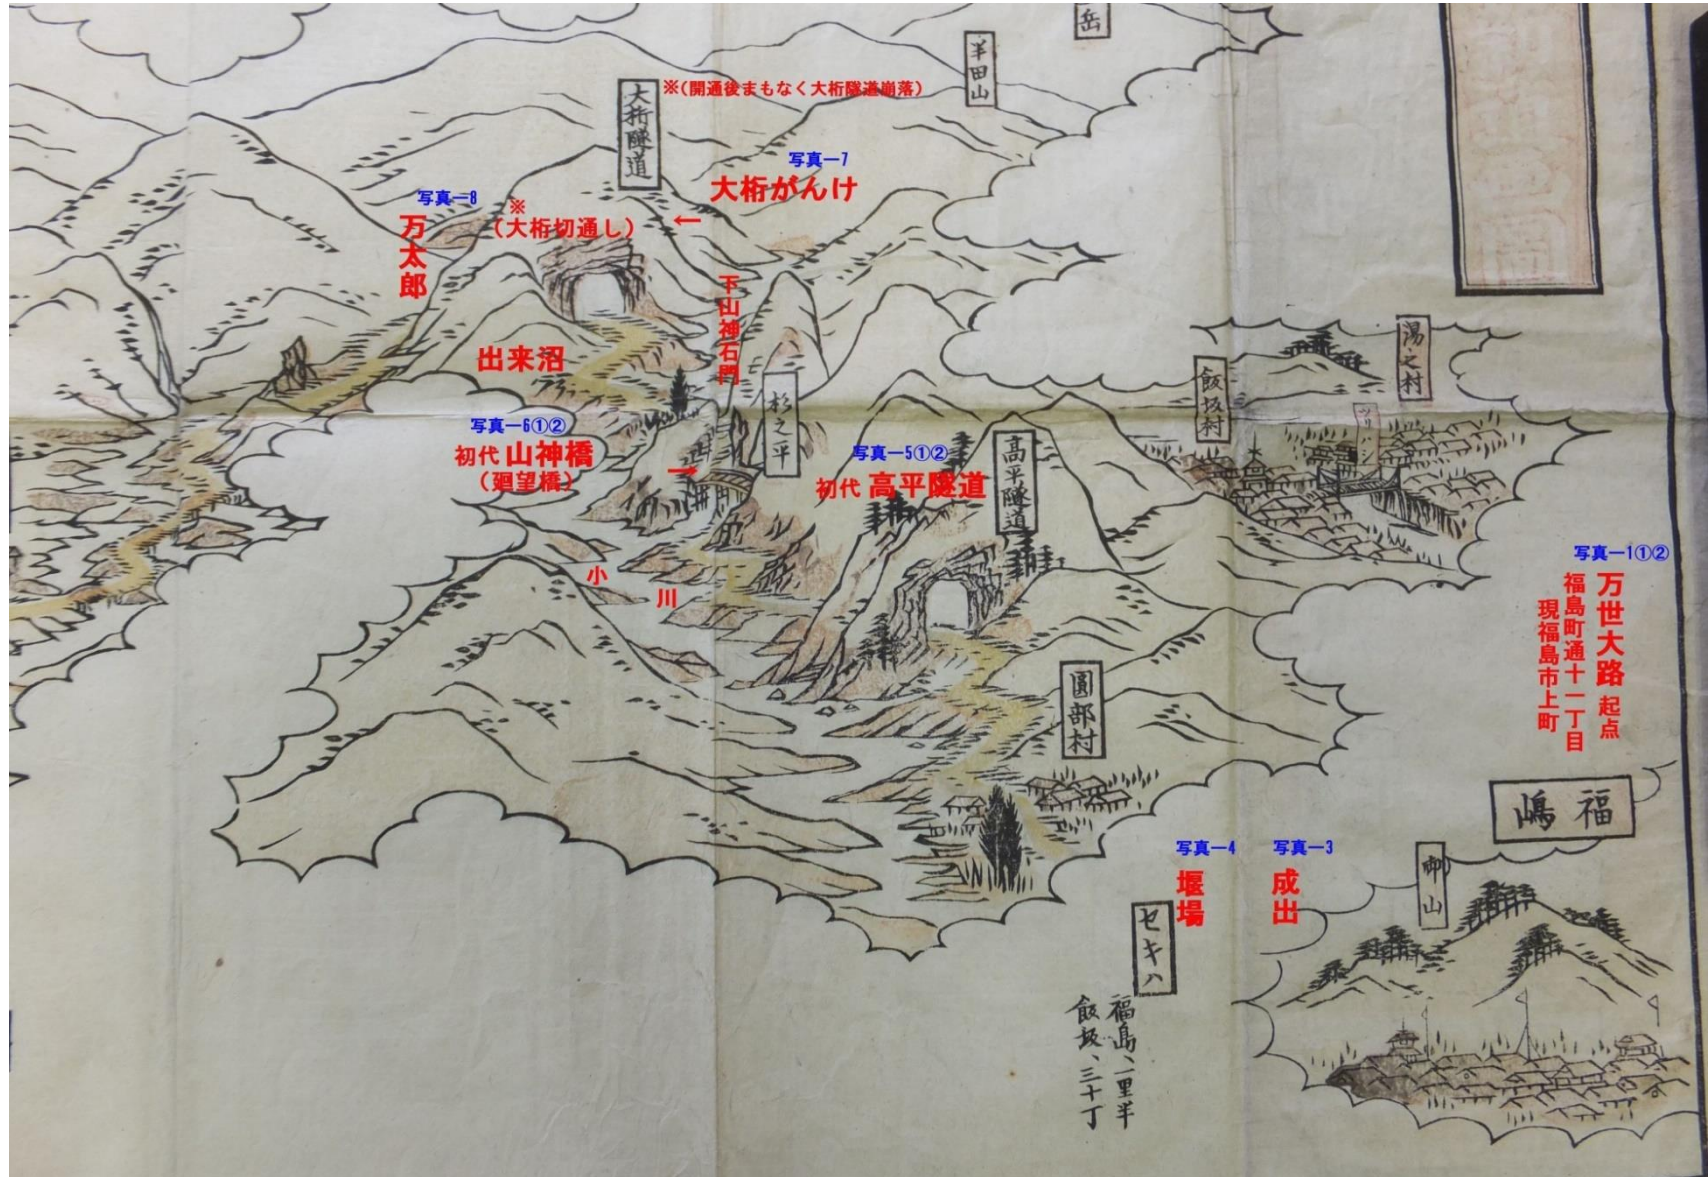 岳
半田山
大桁隧道
※(開通後まもなく大桁隧道崩落)
写真—7
大桁がんけ
←
写真—8
万太郎
※
(大桁切通し)
下山神石門
出来沼
杉之平
写真—6①②
初代 山神橋
(廻望橋)
→
写真—5①②
初代 高平隧道
高平隧道
飯坂村
湯之村
ツリハシ
小川
写真—1①②
万世大路 起点
福島町通十一丁目
現福島市上町
圓部村
福嶋
写真—4
堰場
写真—3
成出
御山
セキハ
福島、一里半
飯坂、三十丁